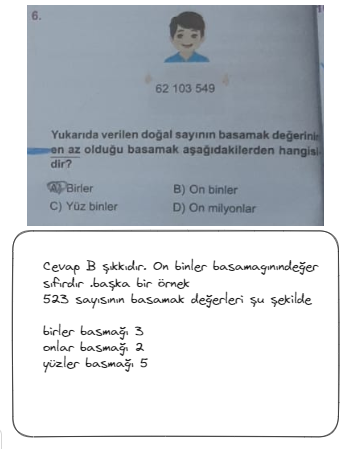 6.
62 103 549
Yukarıda verilen doğal sayının basamak değerinin
en az olduğu basamak aşağıdakilerden hangisi
dir?
A) Birler B) On binler
C) Yüz binler D) On milyonlar
Cevap B şıkkıdır. On binler basamagınındeğer
sıfırdır .başka bir örnek
523 sayısının basamak değerleri şu şekilde
birler basmağı 3
onlar basmağı 2
yüzler basmağı 5